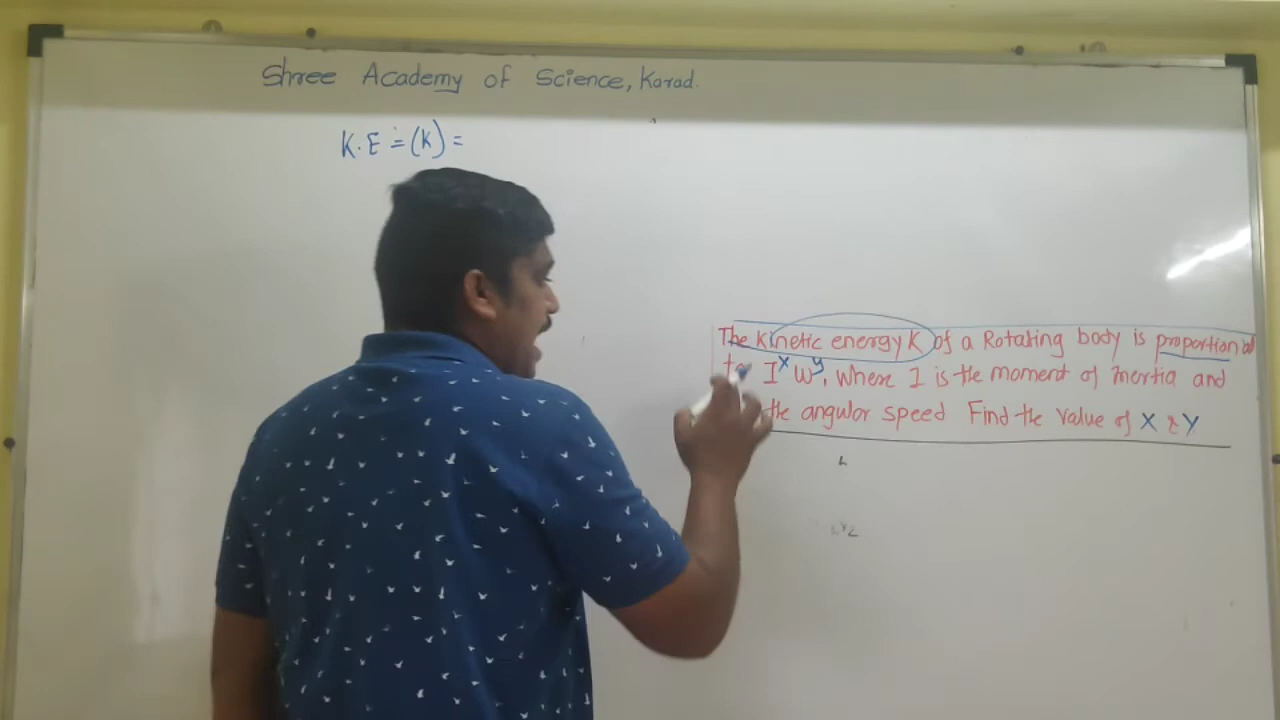 Shree Academy of Science, Karad.
K.E = (K) =
The kinetic energy K of a Rotating body is proportional
to I^x W^y, where I is the moment of Inertia and
the angular speed Find the value of X & Y